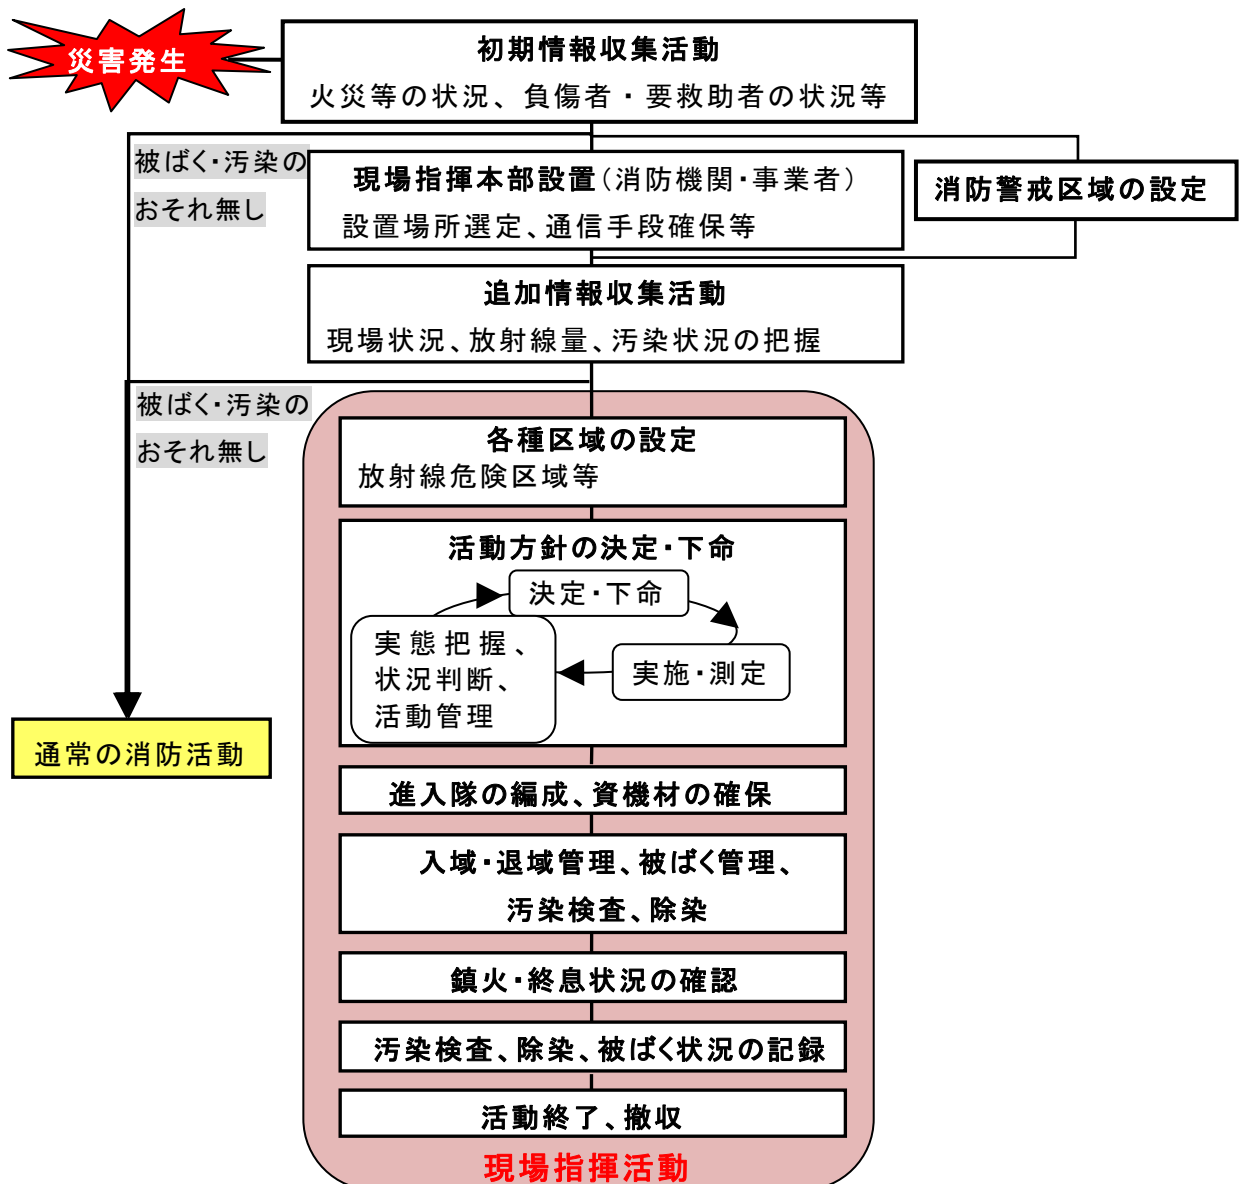 災害発生
初期情報収集活動
火災等の状況、負傷者・要救助者の状況等
被ばく・汚染の
おそれ無し
現場指揮本部設置（消防機関・事業者）
設置場所選定、通信手段確保等
消防警戒区域の設定
追加情報収集活動
現場状況、放射線量、汚染状況の把握
被ばく・汚染の
おそれ無し
各種区域の設定
放射線危険区域等
活動方針の決定・下命
決定・下命
実態把握、
状況判断、
活動管理
実施・測定
通常の消防活動
進入隊の編成、資機材の確保
入域・退域管理、被ばく管理、
汚染検査、除染
鎮火・終息状況の確認
汚染検査、除染、被ばく状況の記録
活動終了、撤収
現場指揮活動